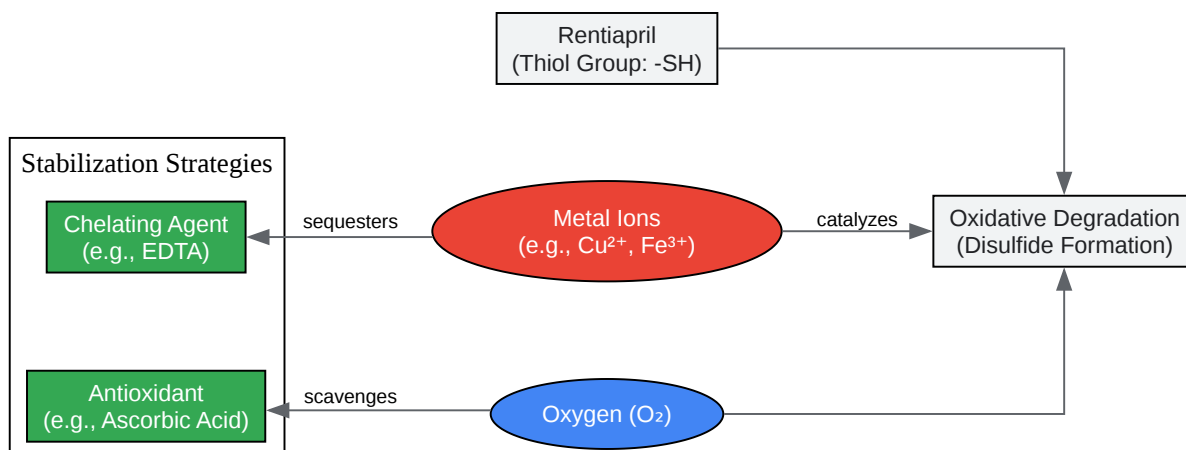 Rentiapril
(Thiol Group: -SH)
Stabilization Strategies
Chelating Agent
(e.g., EDTA)
sequesters
Metal Ions
(e.g., Cu²⁺, Fe³⁺)
catalyzes
Oxidative Degradation
(Disulfide Formation)
Antioxidant
(e.g., Ascorbic Acid)
scavenges
Oxygen (O₂)